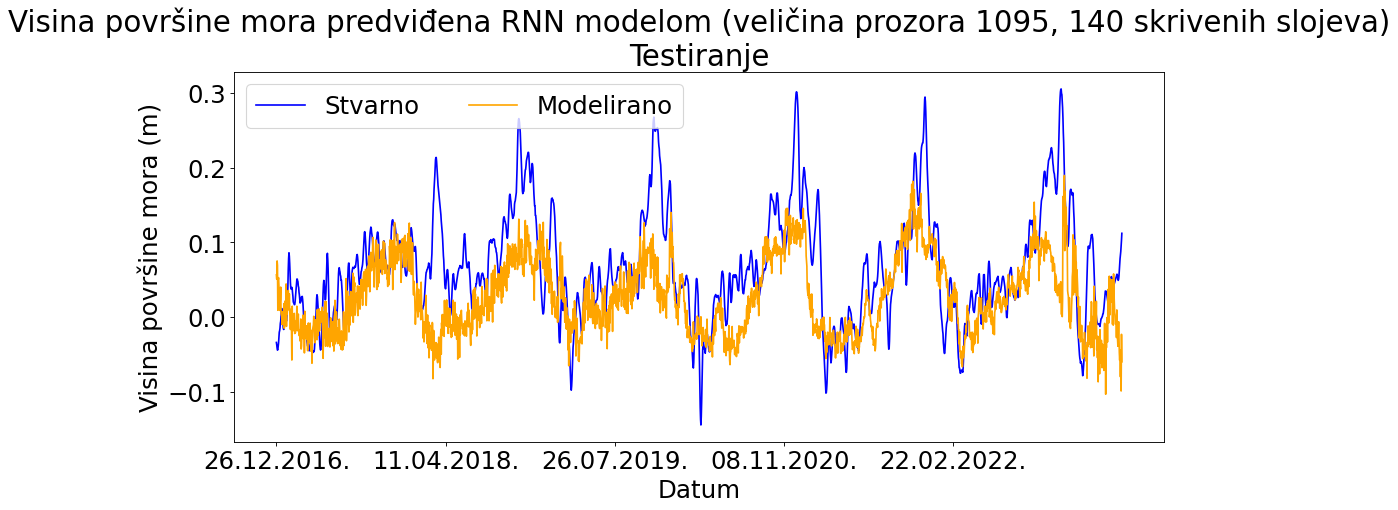 Visina površine mora predviđena RNN modelom (veličina prozora 1095, 140 skrivenih slojeva)
Testiranje
Stvarno Modelirano
Visina površine mora (m)
0.3
0.2
0.1
0.0
−0.1
26.12.2016. 11.04.2018. 26.07.2019. 08.11.2020. 22.02.2022.
Datum